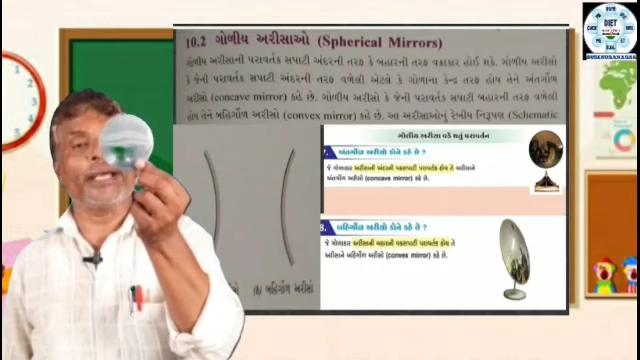 10.2 ગોળીય અરીસાઓ (Spherical Mirrors)
ગોળીય અરીસાની પરાવર્તક સપાટી અંદરની તરફ કે બહારની તરફ વક્રાકાર હોઈ શકે. ગોળીય અરીસો
કે જેની પરાવર્તક સપાટી અંદરની તરફ વળેલી એટલે કે ગોળાના કેન્દ્ર તરફ હોય તેને અંતર્ગોળ
અરીસો (concave mirror) કહે છે. ગોળીય અરીસો કે જેની પરાવર્તક સપાટી બહારની તરફ વળેલી
હોય તેને બહિર્ગોળ અરીસો (convex mirror) કહે છે. આ અરીસાઓનું રેખીય નિરૂપણ (Schematic
ગોલીય અરીસા વડે થતું પરાવર્તન
અંતર્ગોળ અરીસો કોને કહે છે ?
જે ગોળાકાર અરીસાની અંદરની વક્રસપાટી પરાવર્તક હોય તે અરીસાને
અંતર્ગોળ અરીસો (concave mirror) કહે છે.
8. બહિર્ગોળ અરીસો કોને કહે છે ?
જે ગોળાકાર અરીસાની બહારની વક્રસપાટી પરાવર્તક હોય તે
અરીસાને બહિર્ગોળ અરીસો (convex mirror) કહે છે.
(b) બહિર્ગોળ અરીસો
DIET
SURENDRANAGAR